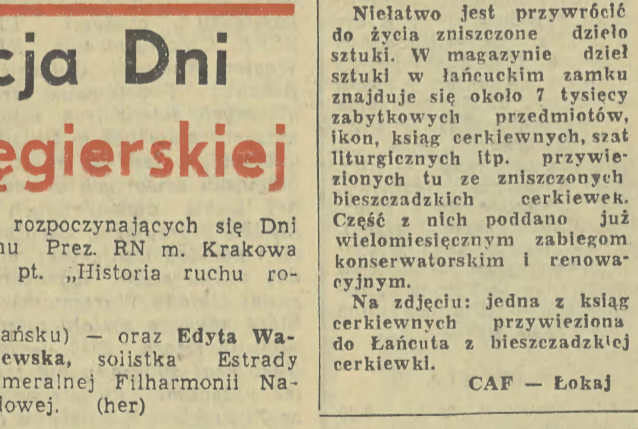 cja Dni
ęgierskiej
rozpoczynających się Dni
nu Prez. RN m. Krakowa
pt. „Historia ruchu ro-
ańsku) — oraz Edyta Wa-
ewska, solistka Estrady
meralnej Filharmonii Na-
lowej. (her)
Niełatwo jest przywrócić
do życia zniszczone dzieło
sztuki. W magazynie dzieł
sztuki w łańcuckim zamku
znajduje się około 7 tysięcy
zabytkowych przedmiotów,
ikon, ksiąg cerkiewnych, szat
liturgicznych itp. przywie-
zionych tu ze zniszczonych
bieszczadzkich cerkiewek.
Część z nich poddano już
wielomiesięcznym zabiegom
konserwatorskim i renowa-
cyjnym.
Na zdjęciu: jedna z ksiąg
cerkiewnych przywieziona
do Łańcuta z bieszczadzkiej
cerkiewki.
CAF — Łokaj